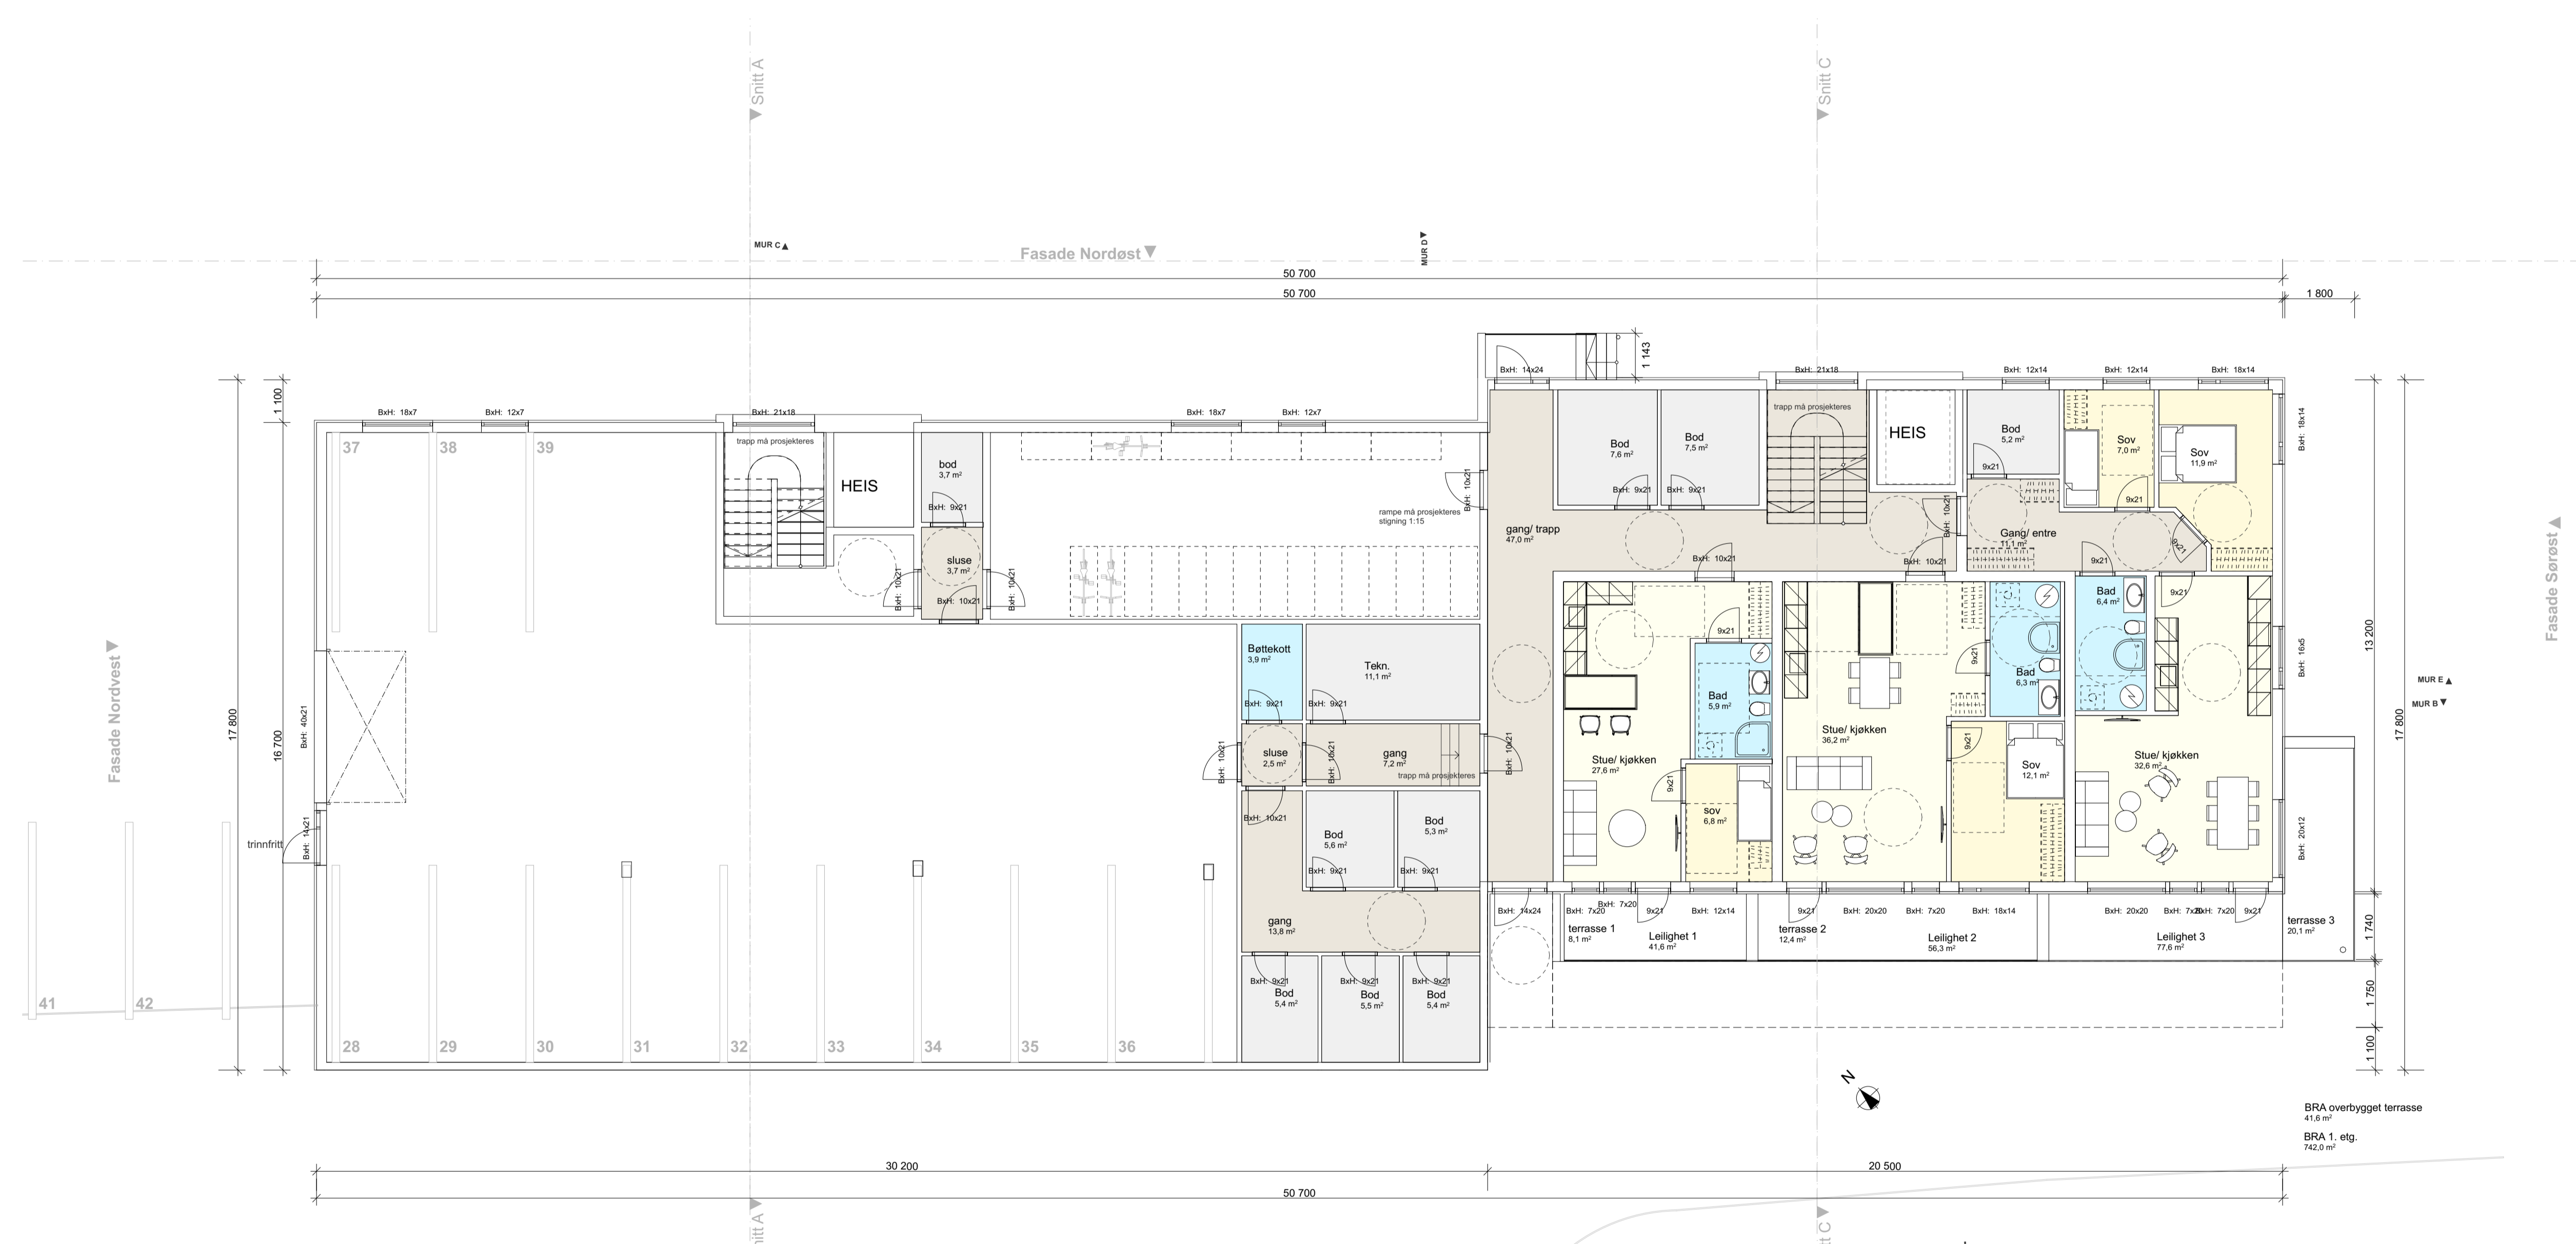 Snitt A
Snitt C
MUR C
Fasade Nordøst
MUR D
50 700
50 700
1 800
1 143
1 100
BxH: 18x7
BxH: 12x7
BxH: 21x18
BxH: 18x7
BxH: 12x7
BxH: 14x24
BxH: 21x18
BxH: 12x14
BxH: 12x14
BxH: 18x14
BxH: 18x14
37
38
39
trapp må prosjekteres
HEIS
bod
3,7 m²
BxH: 9x21
sluse
3,7 m²
BxH: 10x21
BxH: 10x21
BxH: 10x21
rampe må prosjekteres
stigning 1:15
BxH: 10x21
gang/ trapp
47,0 m²
Bod
7,6 m²
BxH: 9x21
Bod
7,5 m²
BxH: 9x21
trapp må prosjekteres
HEIS
BxH: 10x21
BxH: 10x21
BxH: 10x21
Bod
5,2 m²
9x21
Gang/ entre
11,1 m²
Sov
7,0 m²
9x21
Sov
11,9 m²
9x21
9x21
9x21
Fasade Sørøst
Fasade Nordvest
17 800
16 700
BxH: 40x21
BxH: 14x21
trinnfritt
Bøttekott
3,9 m²
BxH: 9x21
Tekn.
11,1 m²
BxH: 9x21
sluse
2,5 m²
BxH: 10x21
BxH: 10x21
gang
7,2 m²
trapp må prosjekteres
BxH: 10x21
BxH: 10x21
Bod
5,6 m²
BxH: 9x21
Bod
5,3 m²
BxH: 9x21
gang
13,8 m²
BxH: 9x21
Bod
5,4 m²
BxH: 9x21
Bod
5,5 m²
BxH: 9x21
Bod
5,4 m²
Stue/ kjøkken
27,6 m²
9x21
Bad
5,9 m²
9x21
sov
6,8 m²
Stue/ kjøkken
36,2 m²
9x21
Bad
6,3 m²
9x21
Sov
12,1 m²
Bad
6,4 m²
Stue/ kjøkken
32,6 m²
BxH: 16x5
BxH: 20x12
13 200
17 800
MUR E
MUR B
BxH: 14x24
BxH: 7x20
BxH: 7x20
9x21
BxH: 12x14
9x21
BxH: 20x20
BxH: 7x20
BxH: 18x14
BxH: 20x20
BxH: 7x20
BxH: 7x20
9x21
terrasse 1
8,1 m²
Leilighet 1
41,6 m²
terrasse 2
12,4 m²
Leilighet 2
56,3 m²
Leilighet 3
77,6 m²
terrasse 3
20,1 m²
1 740
1 750
1 100
41
42
28
29
30
31
32
33
34
35
36
N
BRA overbygget terrasse
41,6 m²
BRA 1. etg.
742,0 m²
30 200
20 500
50 700
nitt A
tt C